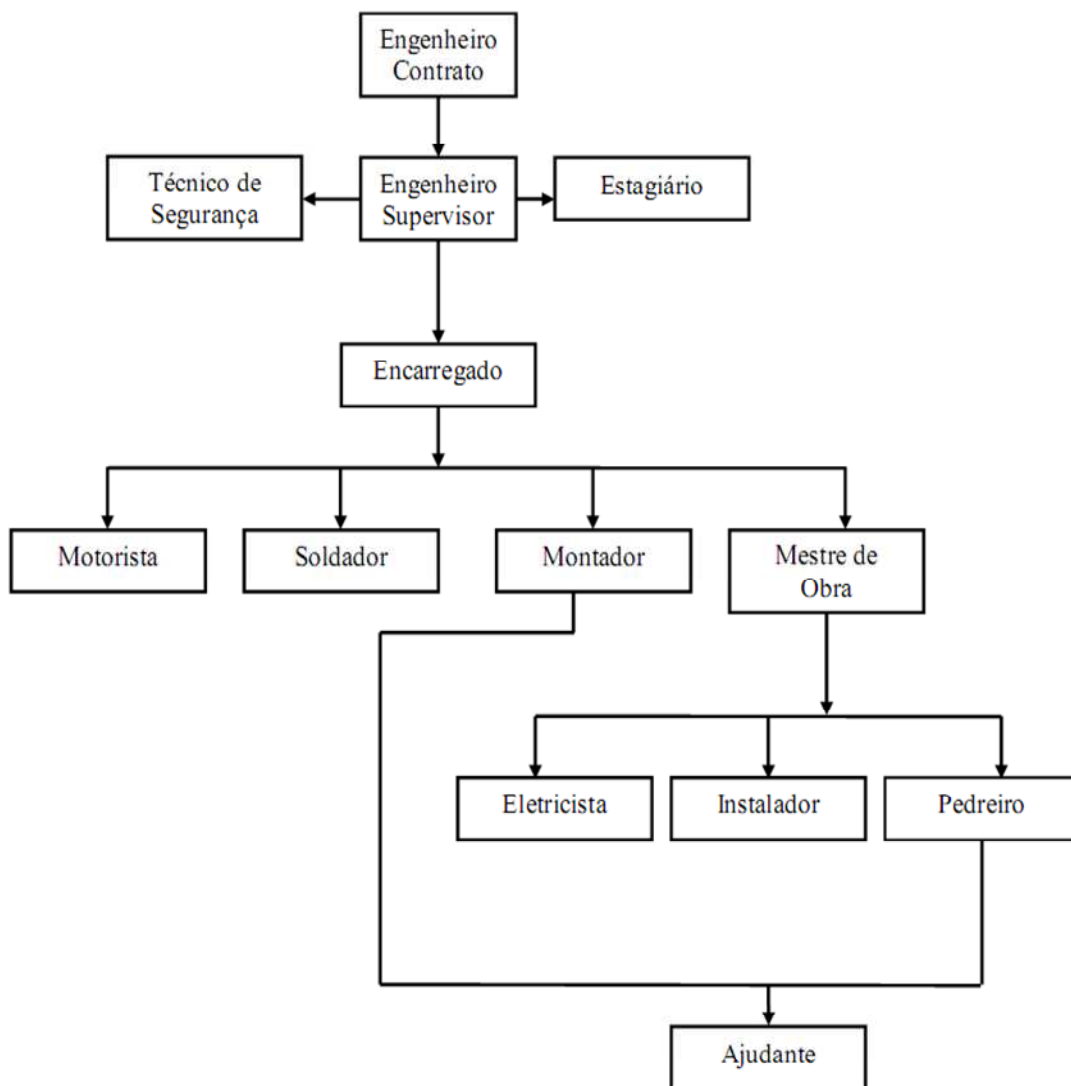 Engenheiro
Contrato
Técnico de
Segurança
Engenheiro
Supervisor
Estagiário
Encarregado
Motorista
Soldador
Montador
Mestre de
Obra
Eletricista
Instalador
Pedreiro
Ajudante